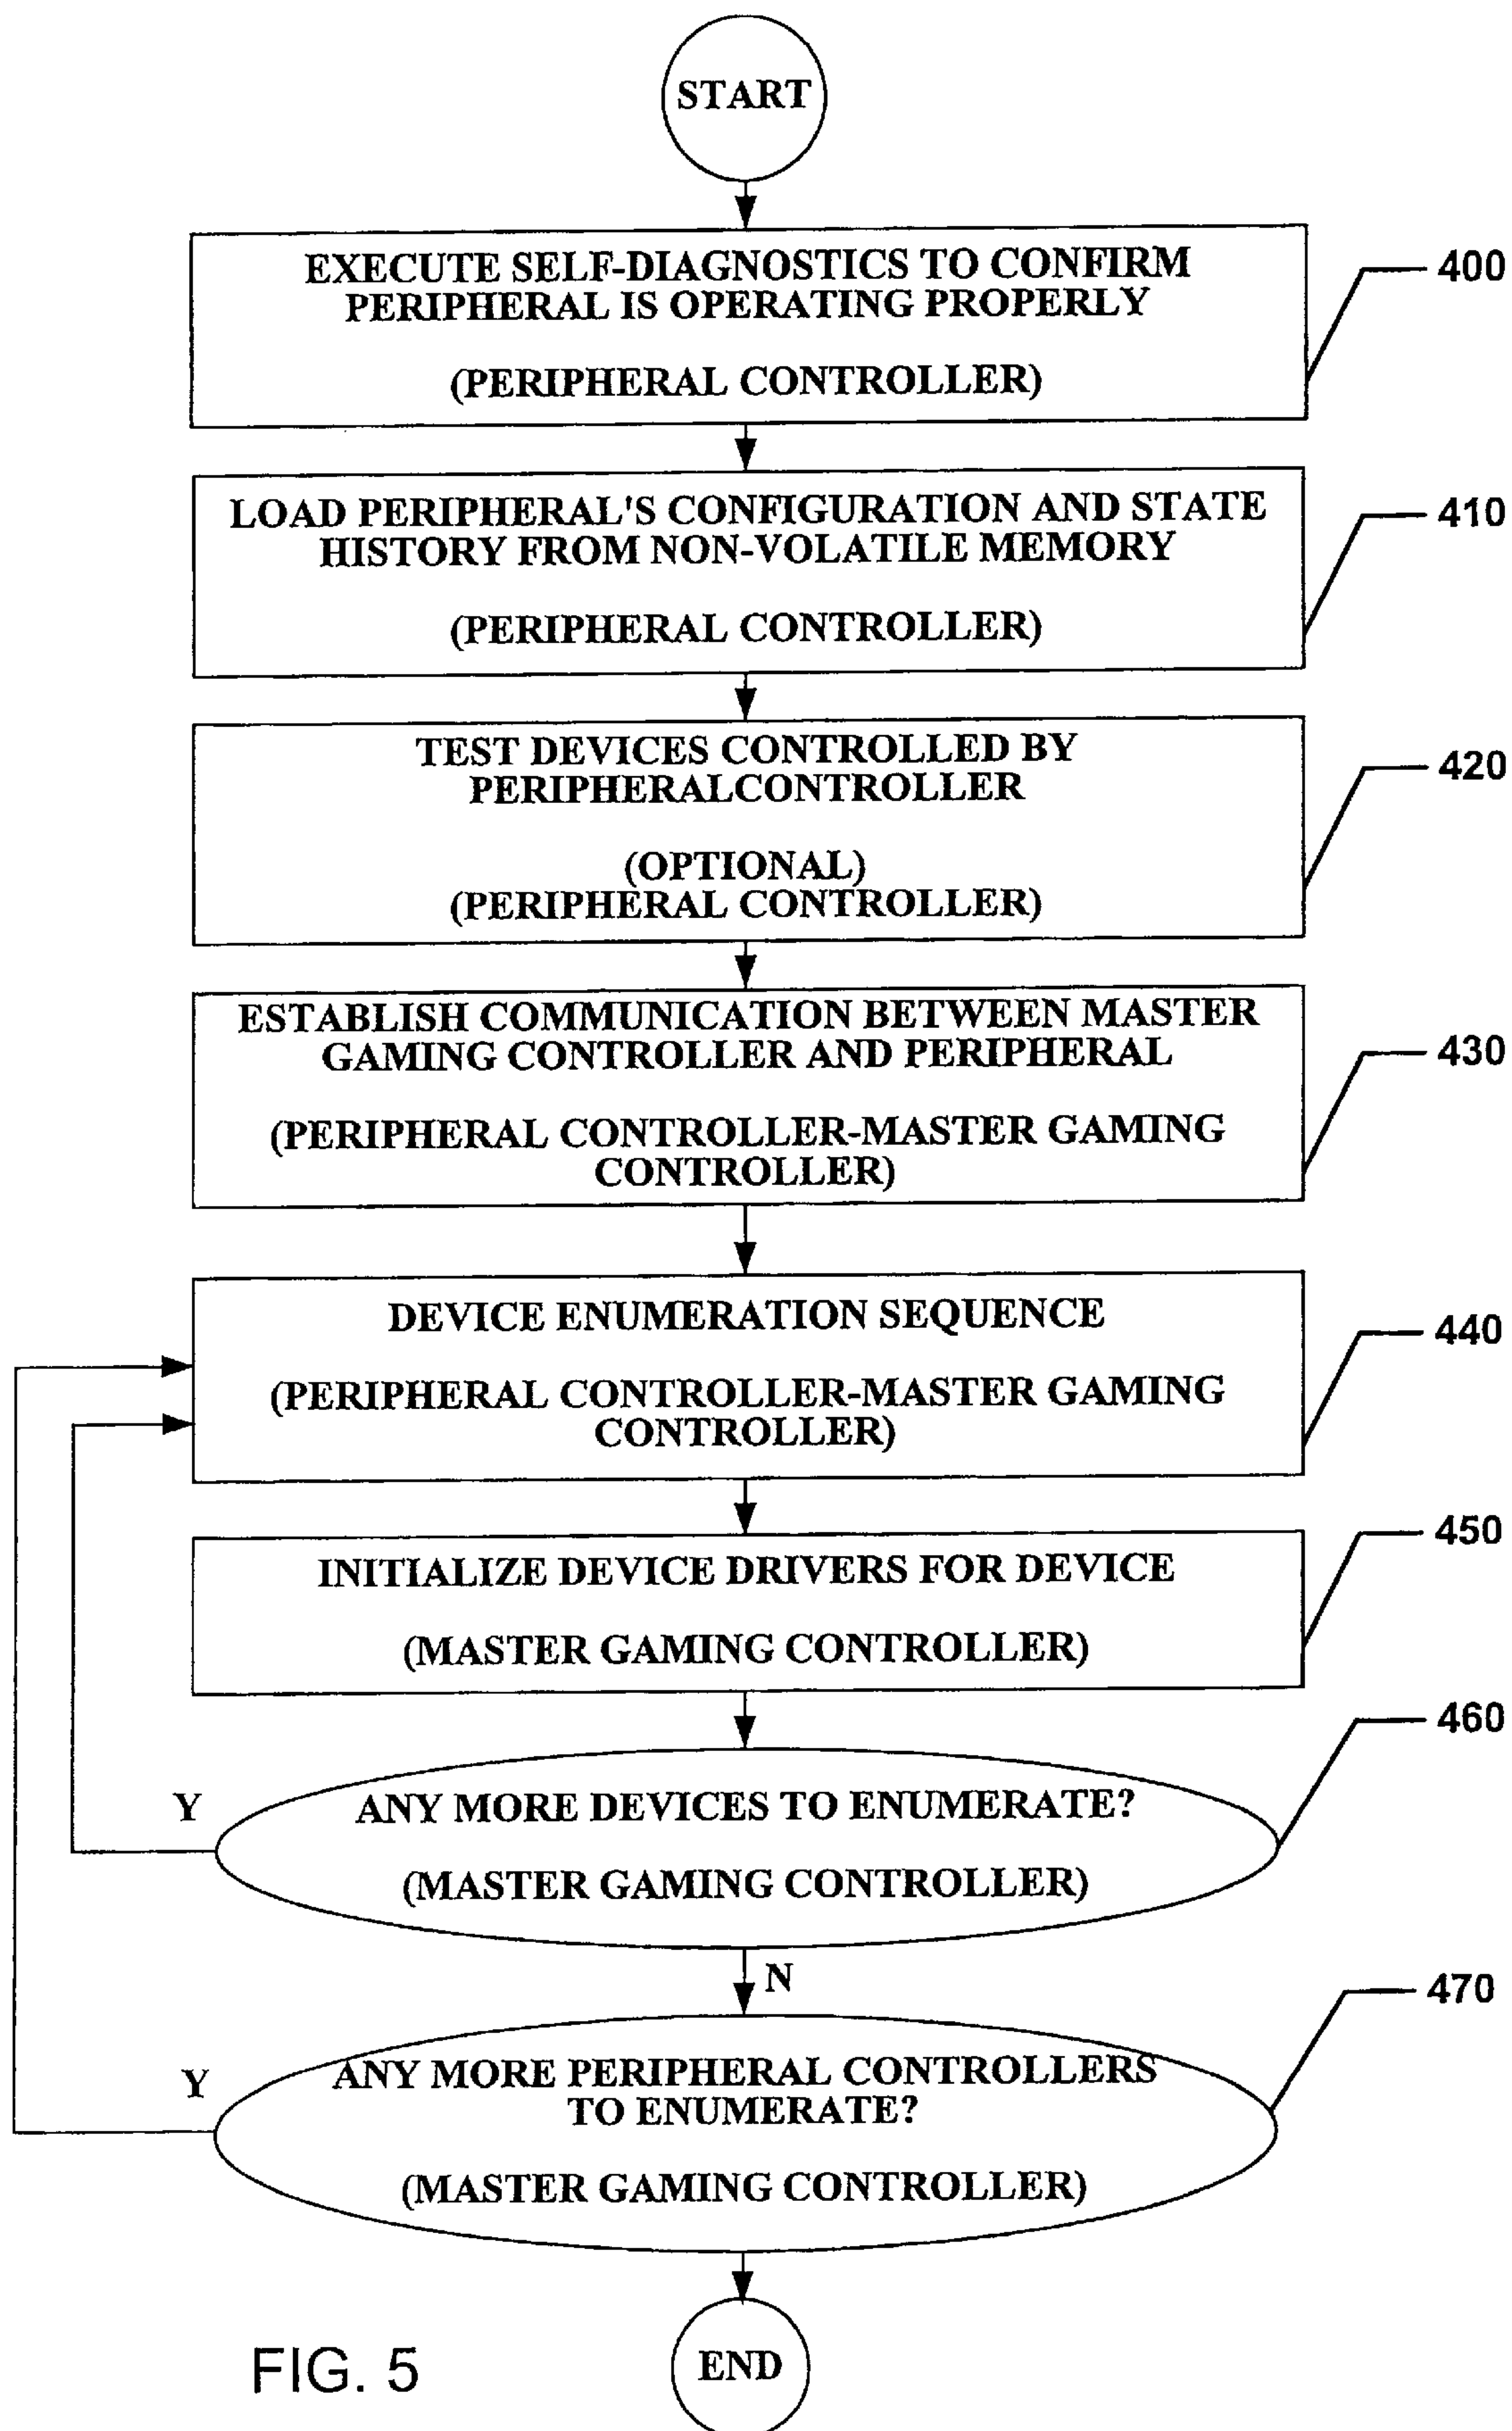 START
EXECUTE SELF-DIAGNOSTICS TO CONFIRM
PERIPHERAL IS OPERATING PROPERLY
(PERIPHERAL CONTROLLER)
400
LOAD PERIPHERAL'S CONFIGURATION AND STATE
HISTORY FROM NON-VOLATILE MEMORY
(PERIPHERAL CONTROLLER)
410
TEST DEVICES CONTROLLED BY
PERIPHERALCONTROLLER
(OPTIONAL)
(PERIPHERAL CONTROLLER)
420
ESTABLISH COMMUNICATION BETWEEN MASTER
GAMING CONTROLLER AND PERIPHERAL
(PERIPHERAL CONTROLLER-MASTER GAMING
CONTROLLER)
430
DEVICE ENUMERATION SEQUENCE
(PERIPHERAL CONTROLLER-MASTER GAMING
CONTROLLER)
440
INITIALIZE DEVICE DRIVERS FOR DEVICE
(MASTER GAMING CONTROLLER)
450
460
Y
ANY MORE DEVICES TO ENUMERATE?
(MASTER GAMING CONTROLLER)
N
470
Y
ANY MORE PERIPHERAL CONTROLLERS
TO ENUMERATE?
(MASTER GAMING CONTROLLER)
END
FIG. 5